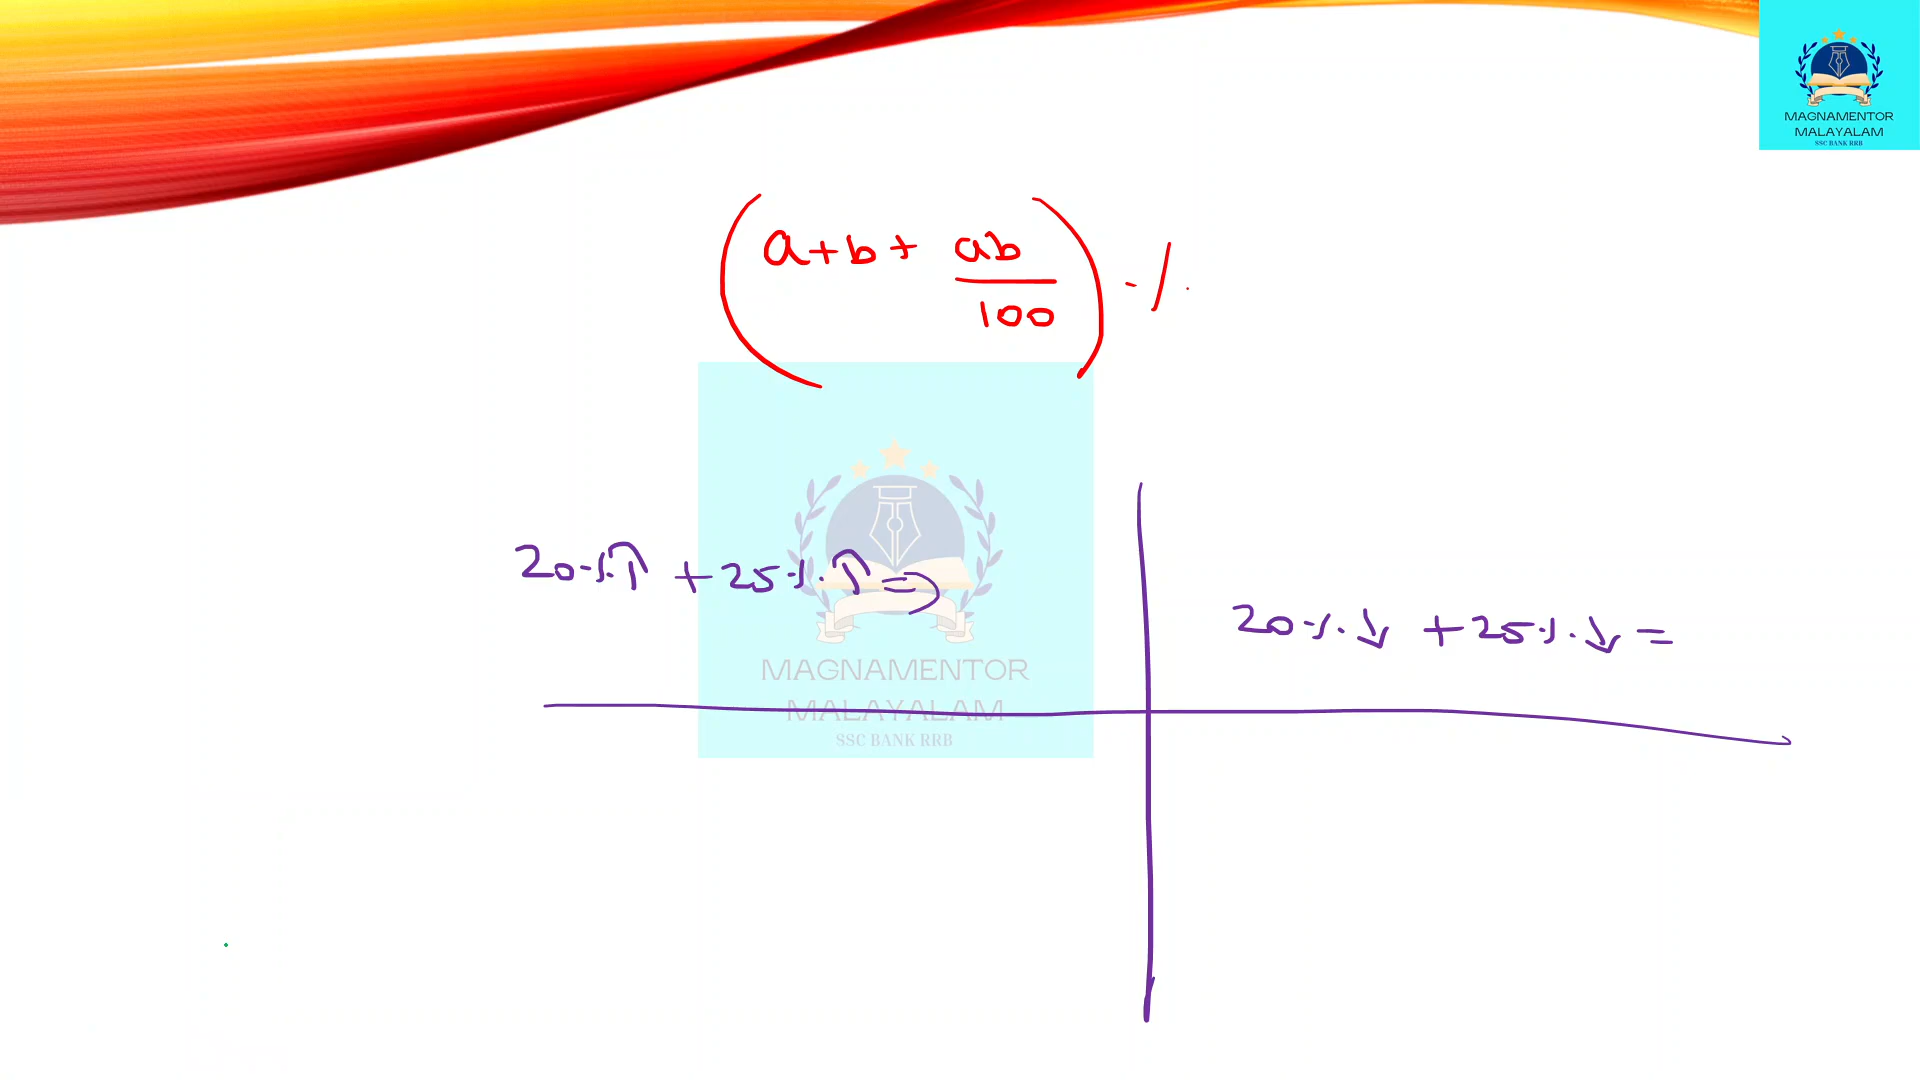 MAGNAMENTOR
MALAYALAM
SSC BANK RRB
(a+b+ ab/100) %
20%↑ + 25%↑ ⇒
20%↓ + 25%↓ =
MAGNAMENTOR
MALAYALAM
SSC BANK RRB